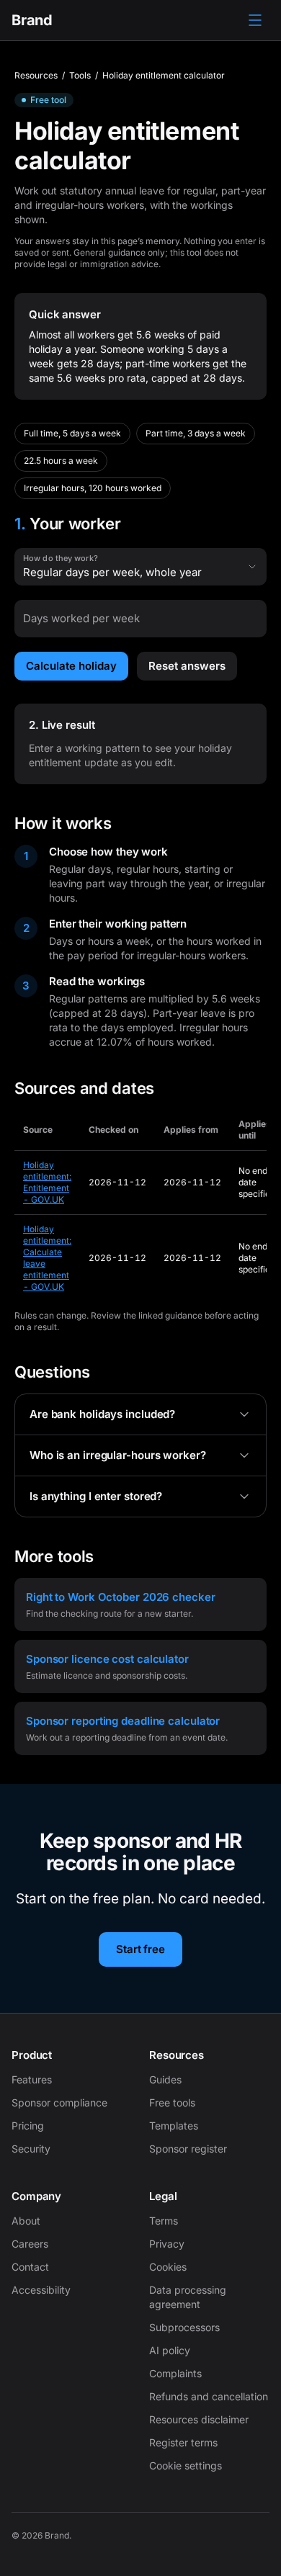 Brand
Resources / Tools / Holiday entitlement calculator
Free tool
Holiday entitlement
calculator
Work out statutory annual leave for regular, part-year
and irregular-hours workers, with the workings
shown.
Your answers stay in this page's memory. Nothing you enter is
saved or sent. General guidance only; this tool does not
provide legal or immigration advice.
Quick answer
Almost all workers get 5.6 weeks of paid
holiday a year. Someone working 5 days a
week gets 28 days; part-time workers get the
same 5.6 weeks pro rata, capped at 28 days.
Full time, 5 days a week
Part time, 3 days a week
22.5 hours a week
Irregular hours, 120 hours worked
1. Your worker
How do they work?
Regular days per week, whole year
Days worked per week
Calculate holiday
Reset answers
2. Live result
Enter a working pattern to see your holiday
entitlement update as you edit.
How it works
1
Choose how they work
Regular days, regular hours, starting or
leaving part way through the year, or irregular
hours.
2
Enter their working pattern
Days or hours a week, or the hours worked in
the pay period for irregular-hours workers.
3
Read the workings
Regular patterns are multiplied by 5.6 weeks
(capped at 28 days). Part-year leave is pro
rata to the days employed. Irregular hours
accrue at 12.07% of hours worked.
Sources and dates
Source
Checked on
Applies from
Applie
until
Holiday
entitlement:
Entitlement
- GOV.UK
2026-11-12
2026-11-12
No end
date
specifie
Holiday
entitlement:
Calculate
leave
entitlement
- GOV.UK
2026-11-12
2026-11-12
No end
date
specifie
Rules can change. Review the linked guidance before acting
on a result.
Questions
Are bank holidays included?
Who is an irregular-hours worker?
Is anything I enter stored?
More tools
Right to Work October 2026 checker
Find the checking route for a new starter.
Sponsor licence cost calculator
Estimate licence and sponsorship costs.
Sponsor reporting deadline calculator
Work out a reporting deadline from an event date.
Keep sponsor and HR
records in one place
Start on the free plan. No card needed.
Start free
Product
Features
Sponsor compliance
Pricing
Security
Resources
Guides
Free tools
Templates
Sponsor register
Company
About
Careers
Contact
Accessibility
Legal
Terms
Privacy
Cookies
Data processing
agreement
Subprocessors
AI policy
Complaints
Refunds and cancellation
Resources disclaimer
Register terms
Cookie settings
© 2026 Brand.